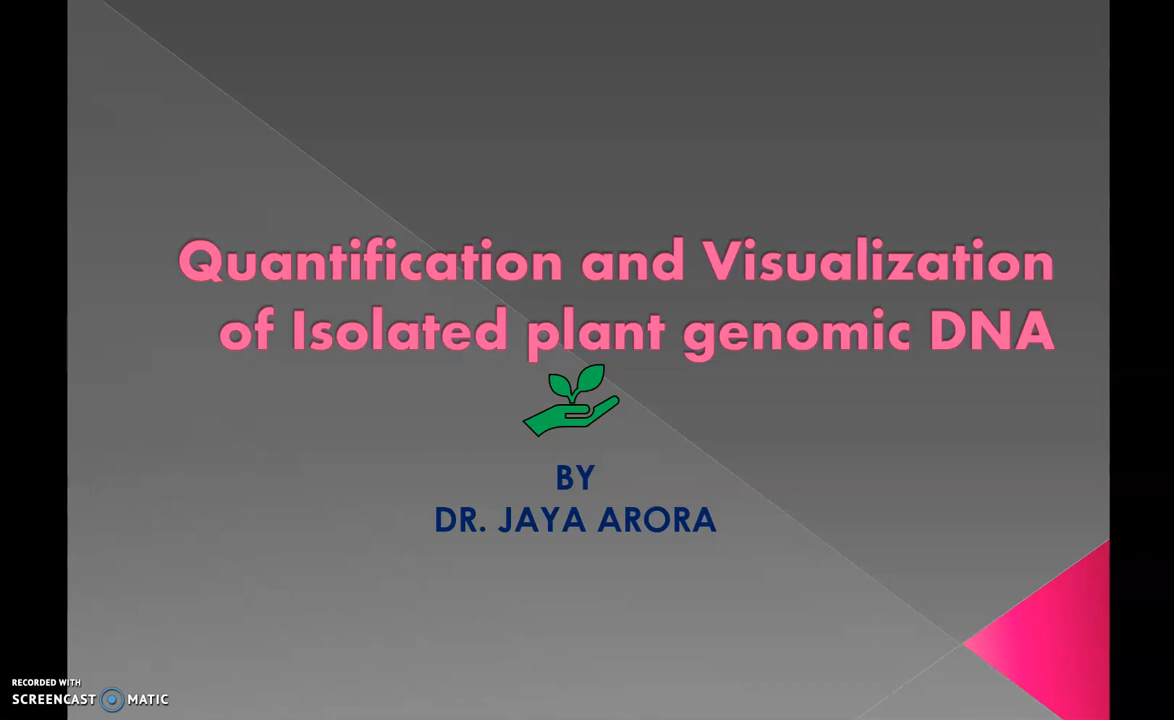 Quantification and Visualization
of Isolated plant genomic DNA
BY
DR. JAYA ARORA
RECORDED WITH
SCREENCAST MATIC